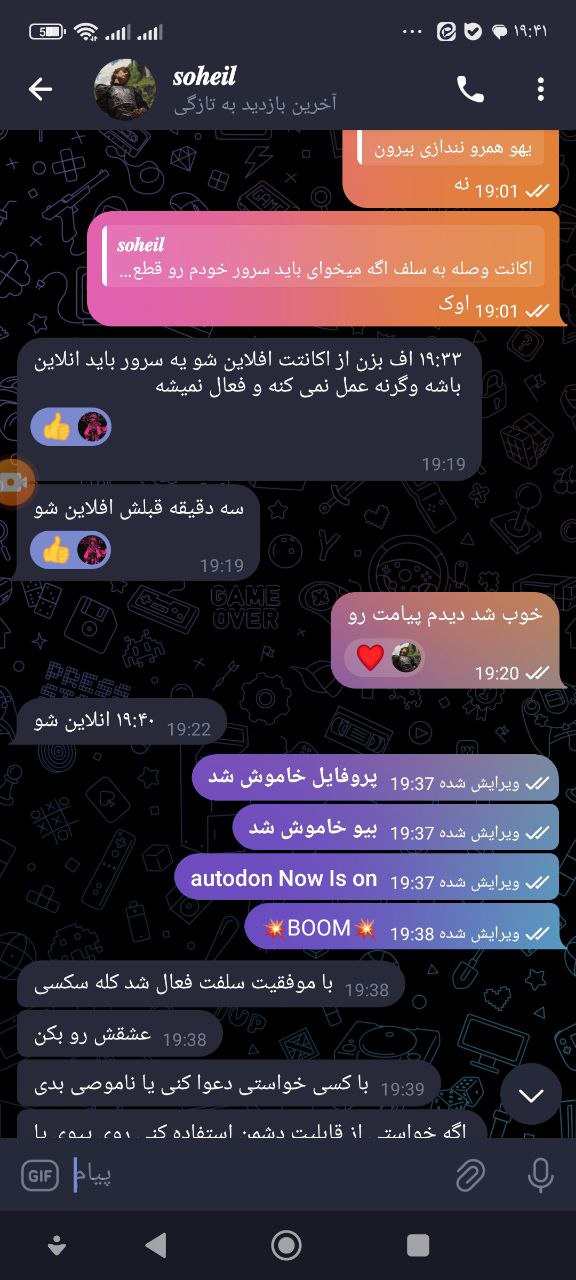 ۱۹:۴۱
soheil
آخرین بازدید به تازگی
یهو همرو نندازی بیرون
نه 19:01
soheil
اکانت وصله به سلف اگه میخوای باید سرور خودم رو قطع...
اوک 19:01
۱۹:۳۳ اف بزن از اکانتت افلاین شو یه سرور باید انلاین
باشه وگرنه عمل نمی کنه و فعال نمیشه
19:19
سه دقیقه قبلش افلاین شو
19:19
خوب شد دیدم پیامت رو
19:20
۱۹:۴۰ انلاین شو 19:22
پروفایل خاموش شد ویرایش شده 19:37
بیو خاموش شد ویرایش شده 19:37
autodon Now Is on ویرایش شده 19:37
💥BOOM💥 ویرایش شده 19:38
با موفقیت سلفت فعال شد کله سکسی 19:38
عشقش رو بکن 19:38
با کسی خواستی دعوا کنی یا ناموصی بدی 19:39
اگه خواستی از قابلیت دشمن استفاده کنی روی پیوی یا
GIF
پیام
GAME
OVER